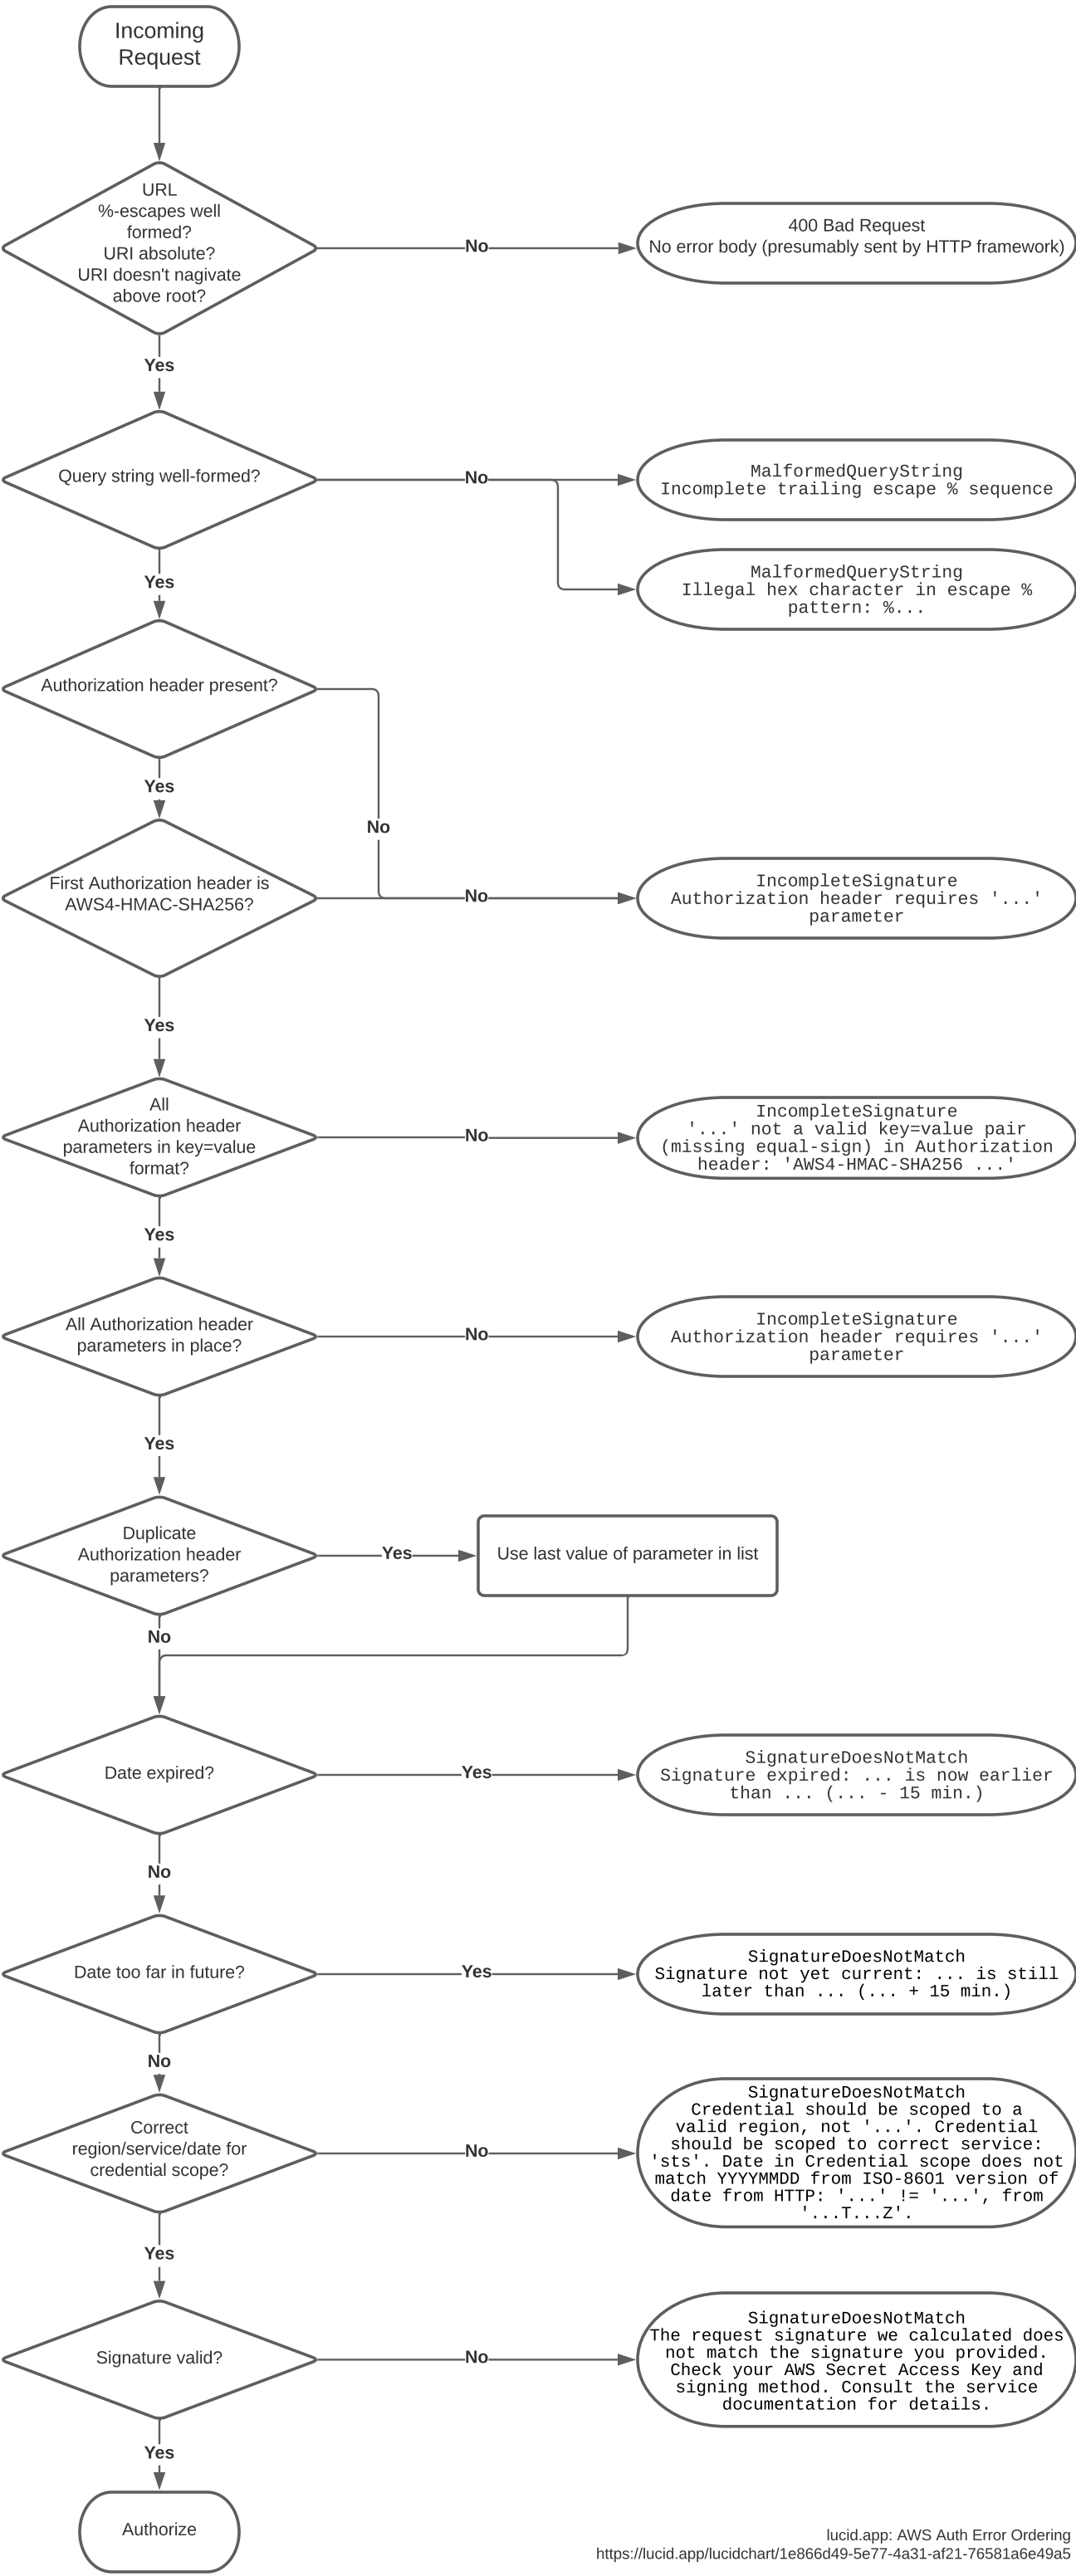 Incoming
Request
URL
%-escapes well
formed?
URI absolute?
URI doesn't nagivate
above root?
No
400 Bad Request
No error body (presumably sent by HTTP framework)
Yes
Query string well-formed?
No
MalformedQueryString
Incomplete trailing escape % sequence
MalformedQueryString
Illegal hex character in escape %
pattern: %...
Yes
Authorization header present?
Yes
No
First Authorization header is
AWS4-HMAC-SHA256?
No
IncompleteSignature
Authorization header requires '...'
parameter
Yes
All
Authorization header
parameters in key=value
format?
No
IncompleteSignature
'...' not a valid key=value pair
(missing equal-sign) in Authorization
header: 'AWS4-HMAC-SHA256 ...'
Yes
All Authorization header
parameters in place?
No
IncompleteSignature
Authorization header requires '...'
parameter
Yes
Duplicate
Authorization header
parameters?
Yes
Use last value of parameter in list
No
Date expired?
Yes
SignatureDoesNotMatch
Signature expired: ... is now earlier
than ... (... - 15 min.)
No
Date too far in future?
Yes
SignatureDoesNotMatch
Signature not yet current: ... is still
later than ... (... + 15 min.)
No
Correct
region/service/date for
credential scope?
No
SignatureDoesNotMatch
Credential should be scoped to a
valid region, not '...'. Credential
should be scoped to correct service:
'sts'. Date in Credential scope does not
match YYYYMMDD from ISO-8601 version of
date from HTTP: '...' != '...', from
'...T...Z'.
Yes
Signature valid?
No
SignatureDoesNotMatch
The request signature we calculated does
not match the signature you provided.
Check your AWS Secret Access Key and
signing method. Consult the service
documentation for details.
Yes
Authorize
lucid.app: AWS Auth Error Ordering
https://lucid.app/lucidchart/1e866d49-5e77-4a31-af21-76581a6e49a5